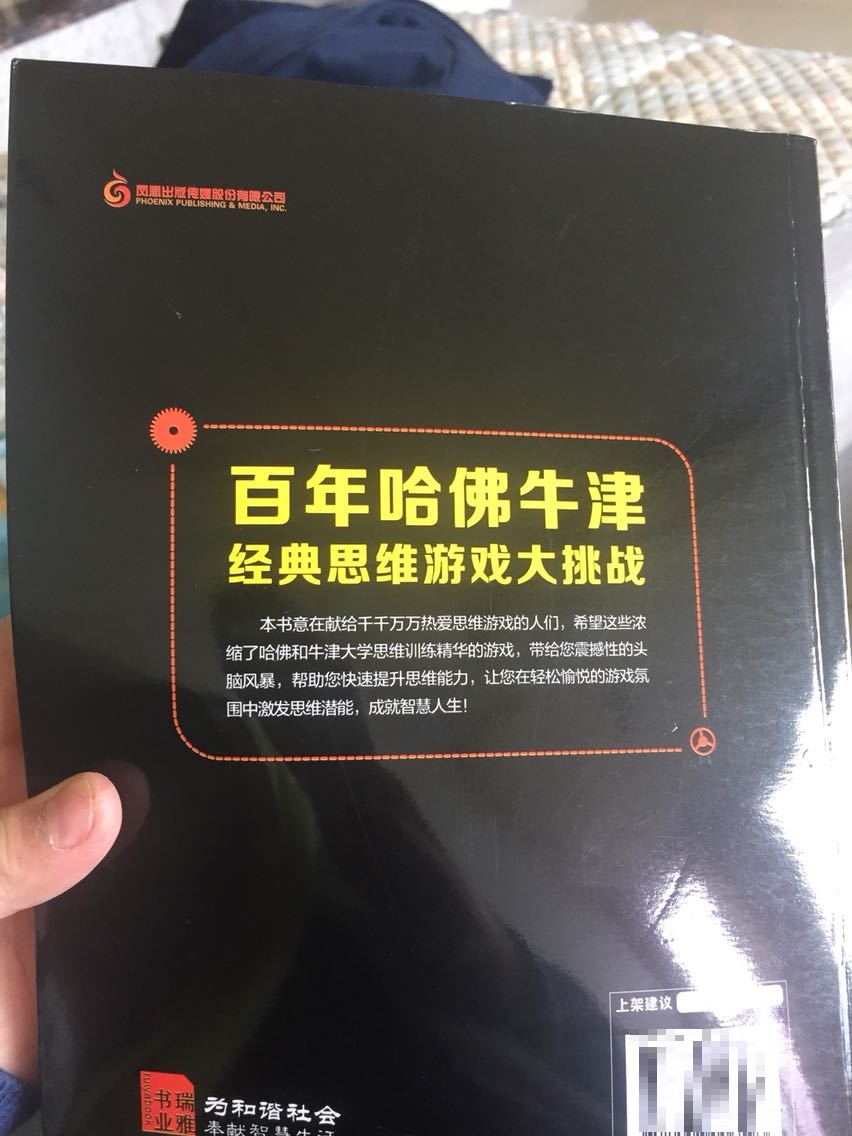 凤凰出版传媒股份有限公司
PHOENIX PUBLISHING & MEDIA, INC.
百年哈佛牛津
经典思维游戏大挑战
本书意在献给千千万万热爱思维游戏的人们，希望这些浓
缩了哈佛和牛津大学思维训练精华的游戏，带给您震撼性的头
脑风暴，帮助您快速提升思维能力，让您在轻松愉悦的游戏氛
围中激发思维潜能，成就智慧人生！
上架建议
瑞雅
书业
ruiyabook
为和谐社会
奉献智慧生活